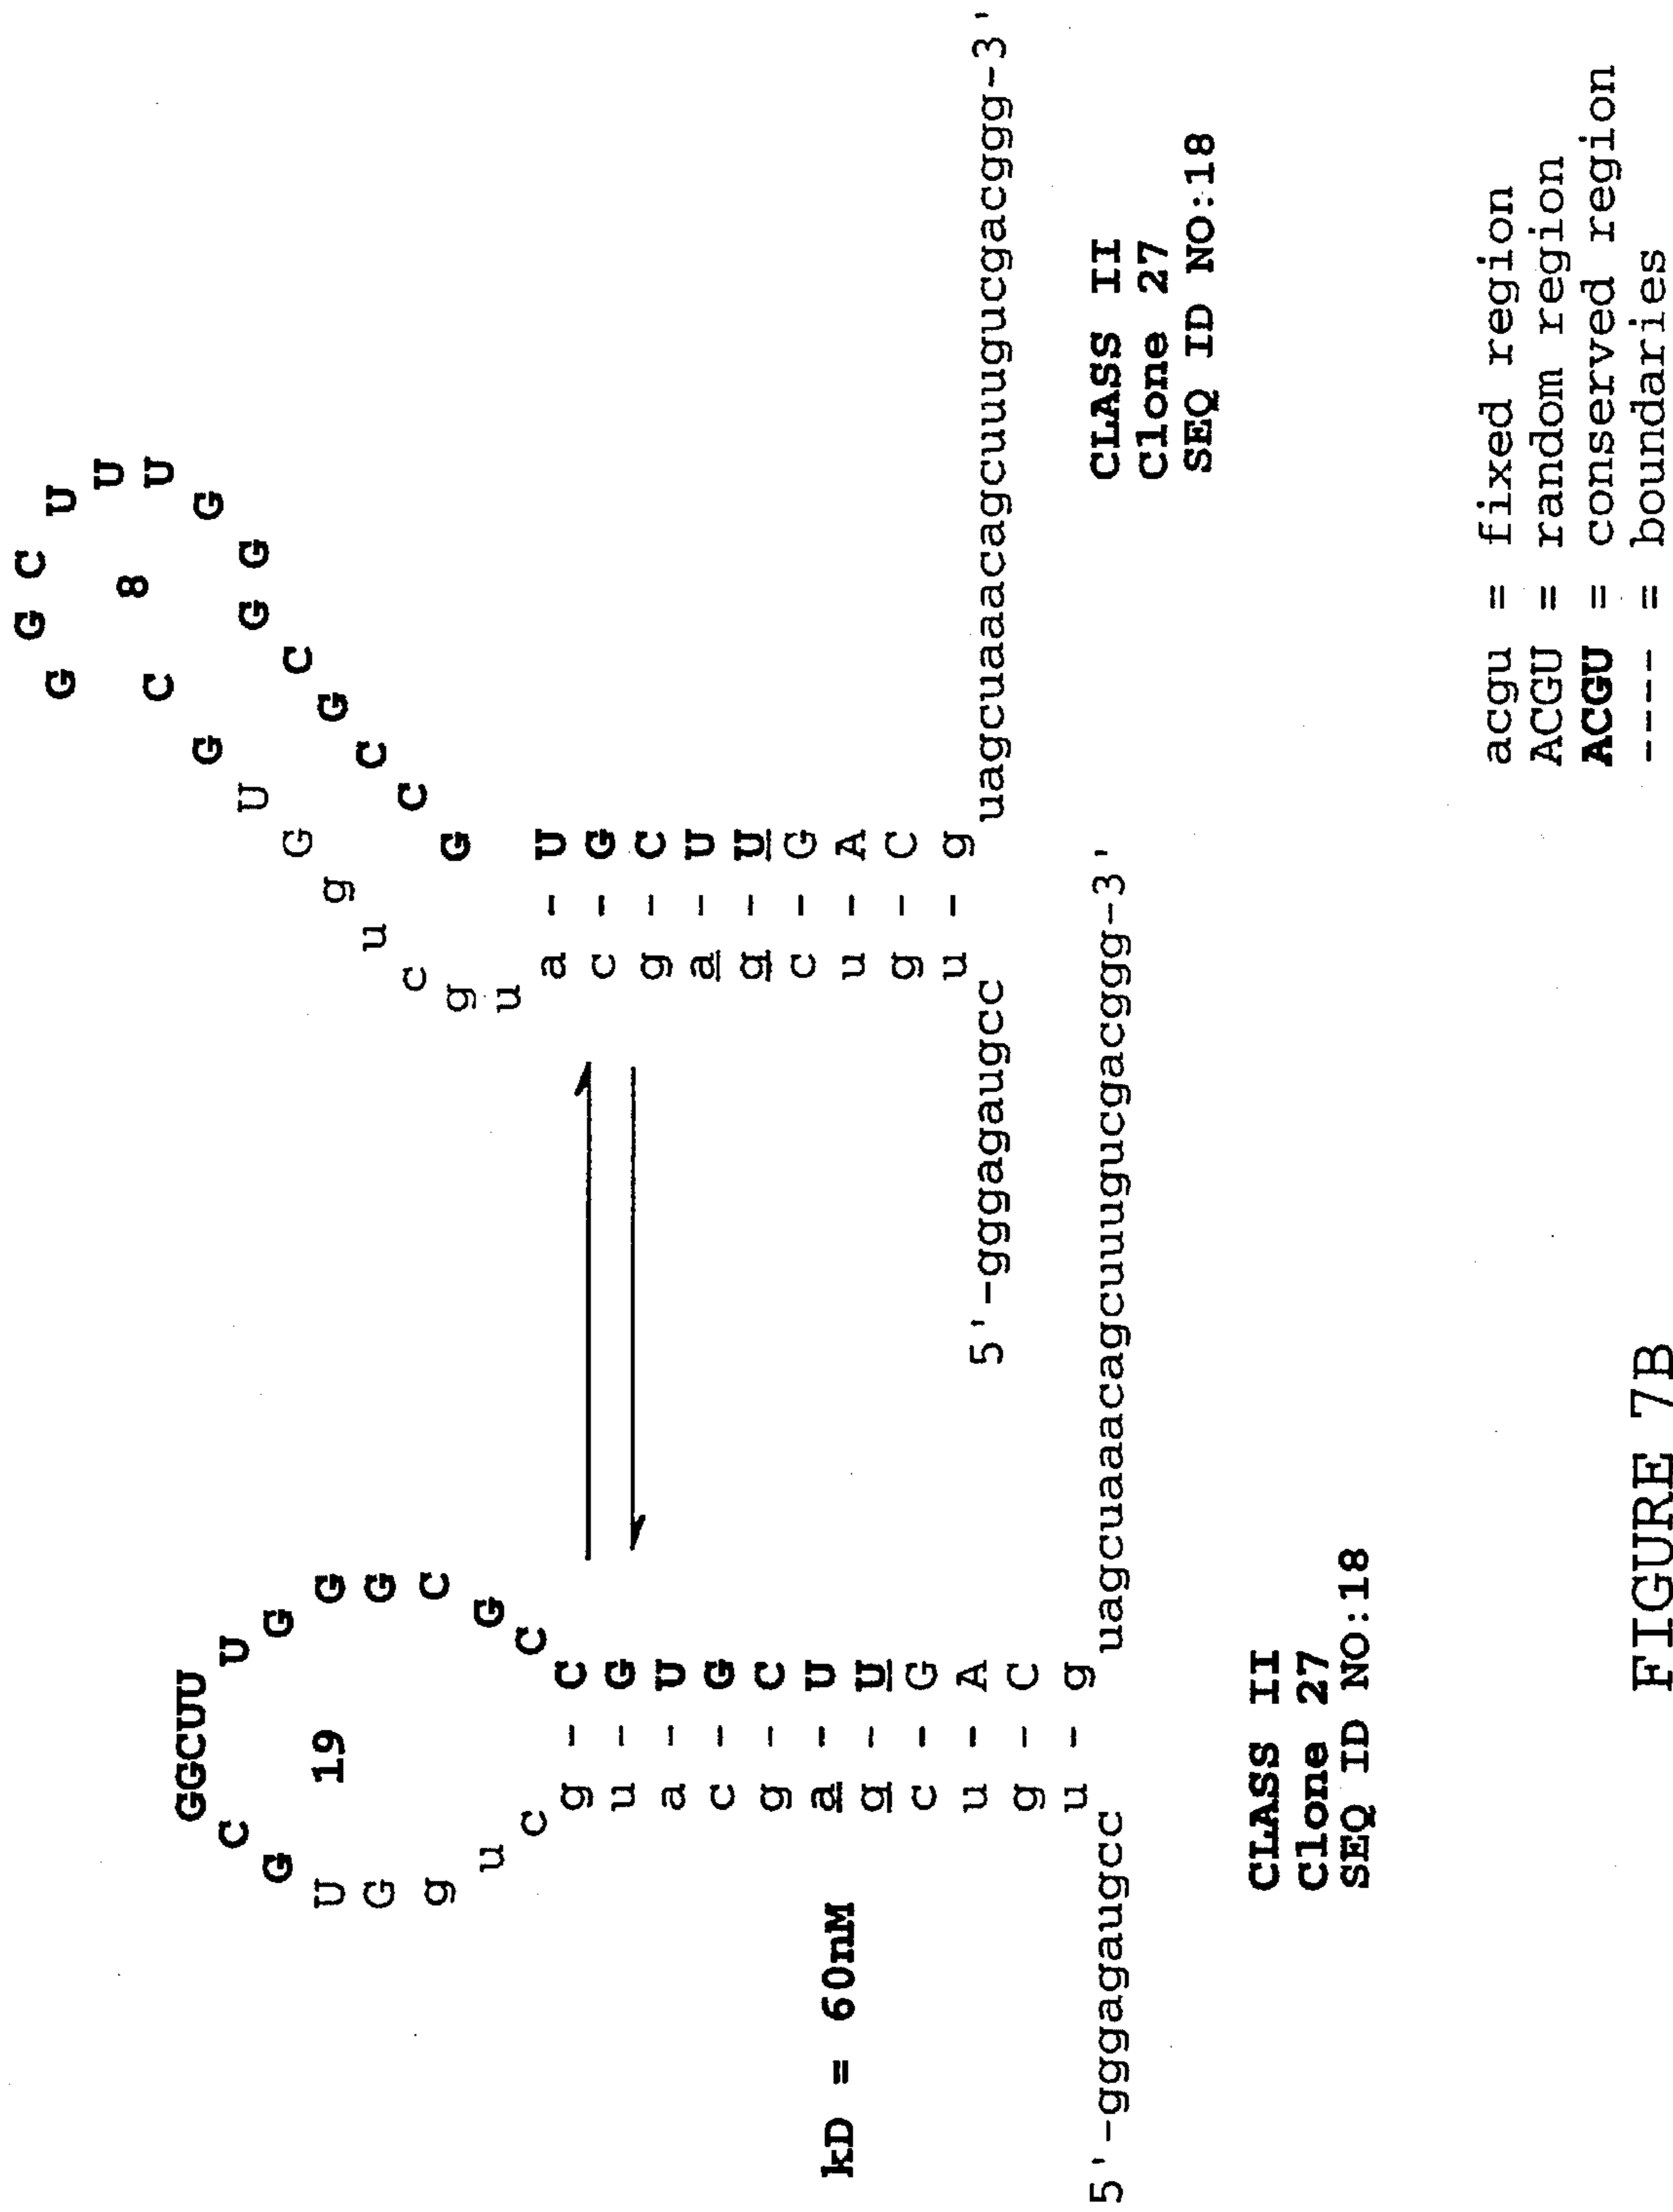 GGCUU
C U
G G
U 19 G
G G
g C
u G
c C
g - C
u - G
a - U
c - G
g - C
a - U
g - U
c - G
u - A
g - C
u - g
kD = 60nM
5'-gggagaugcc uagcuaaacagcuuugucgacggg-3'
CLASS II
Clone 27
SEQ ID NO:18
G C
G U
8 U
C U
G G
U G G
G C
g G
u C
c C
g G
u
a - U
c - G
g - C
a - U
g - U
c - G
u - A
g - C
u - g
5'-gggagaugcc uagcuaaacagcuuugucgacggg-3'
CLASS II
Clone 27
SEQ ID NO:18
acgu = fixed region
ACGU = random region
ACGU = conserved region
---- = boundaries
FIGURE 7B